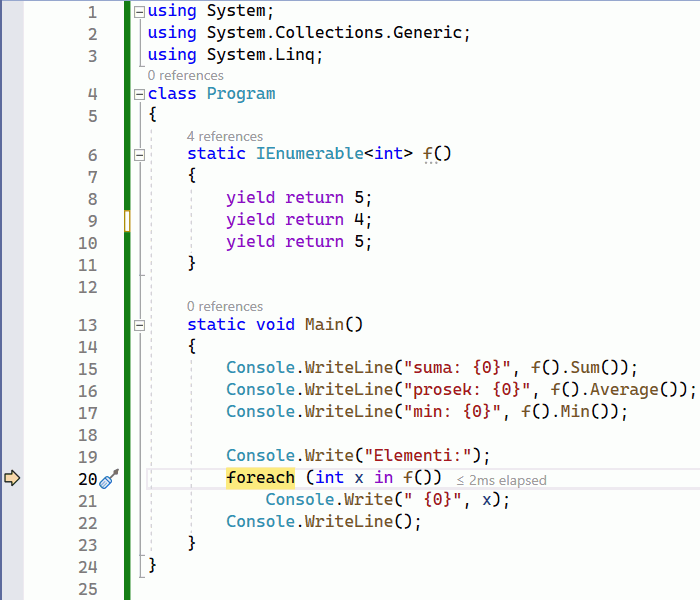 1 using System;
2 using System.Collections.Generic;
3 using System.Linq;
0 references
4 class Program
5 {
4 references
6 static IEnumerable<int> f()
7 {
8 yield return 5;
9 yield return 4;
10 yield return 5;
11 }
12
0 references
13 static void Main()
14 {
15 Console.WriteLine("suma: {0}", f().Sum());
16 Console.WriteLine("prosek: {0}", f().Average());
17 Console.WriteLine("min: {0}", f().Min());
18
19 Console.Write("Elementi:");
20 foreach (int x in f()) ≤ 2ms elapsed
21 Console.Write(" {0}", x);
22 Console.WriteLine();
23 }
24 }
25